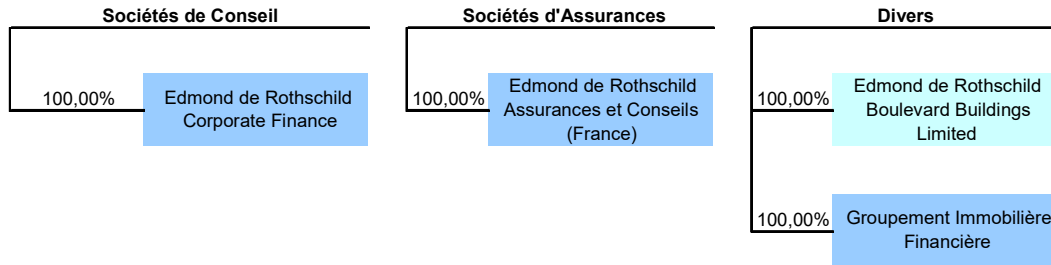 Sociétés de Conseil
100,00%
Edmond de Rothschild
Corporate Finance
Sociétés d'Assurances
100,00%
Edmond de Rothschild
Assurances et Conseils
(France)
Divers
100,00%
Edmond de Rothschild
Boulevard Buildings
Limited
100,00%
Groupement Immobilière
Financière